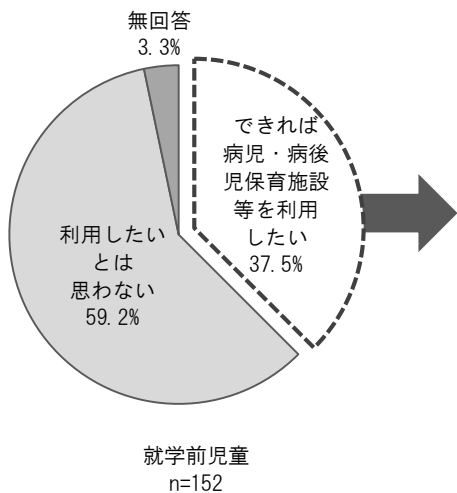 無回答
3.3%
できれば
病児・病後
児保育施設
等を利用
したい
37.5%
利用したい
とは
思わない
59.2%
就学前児童
n=152